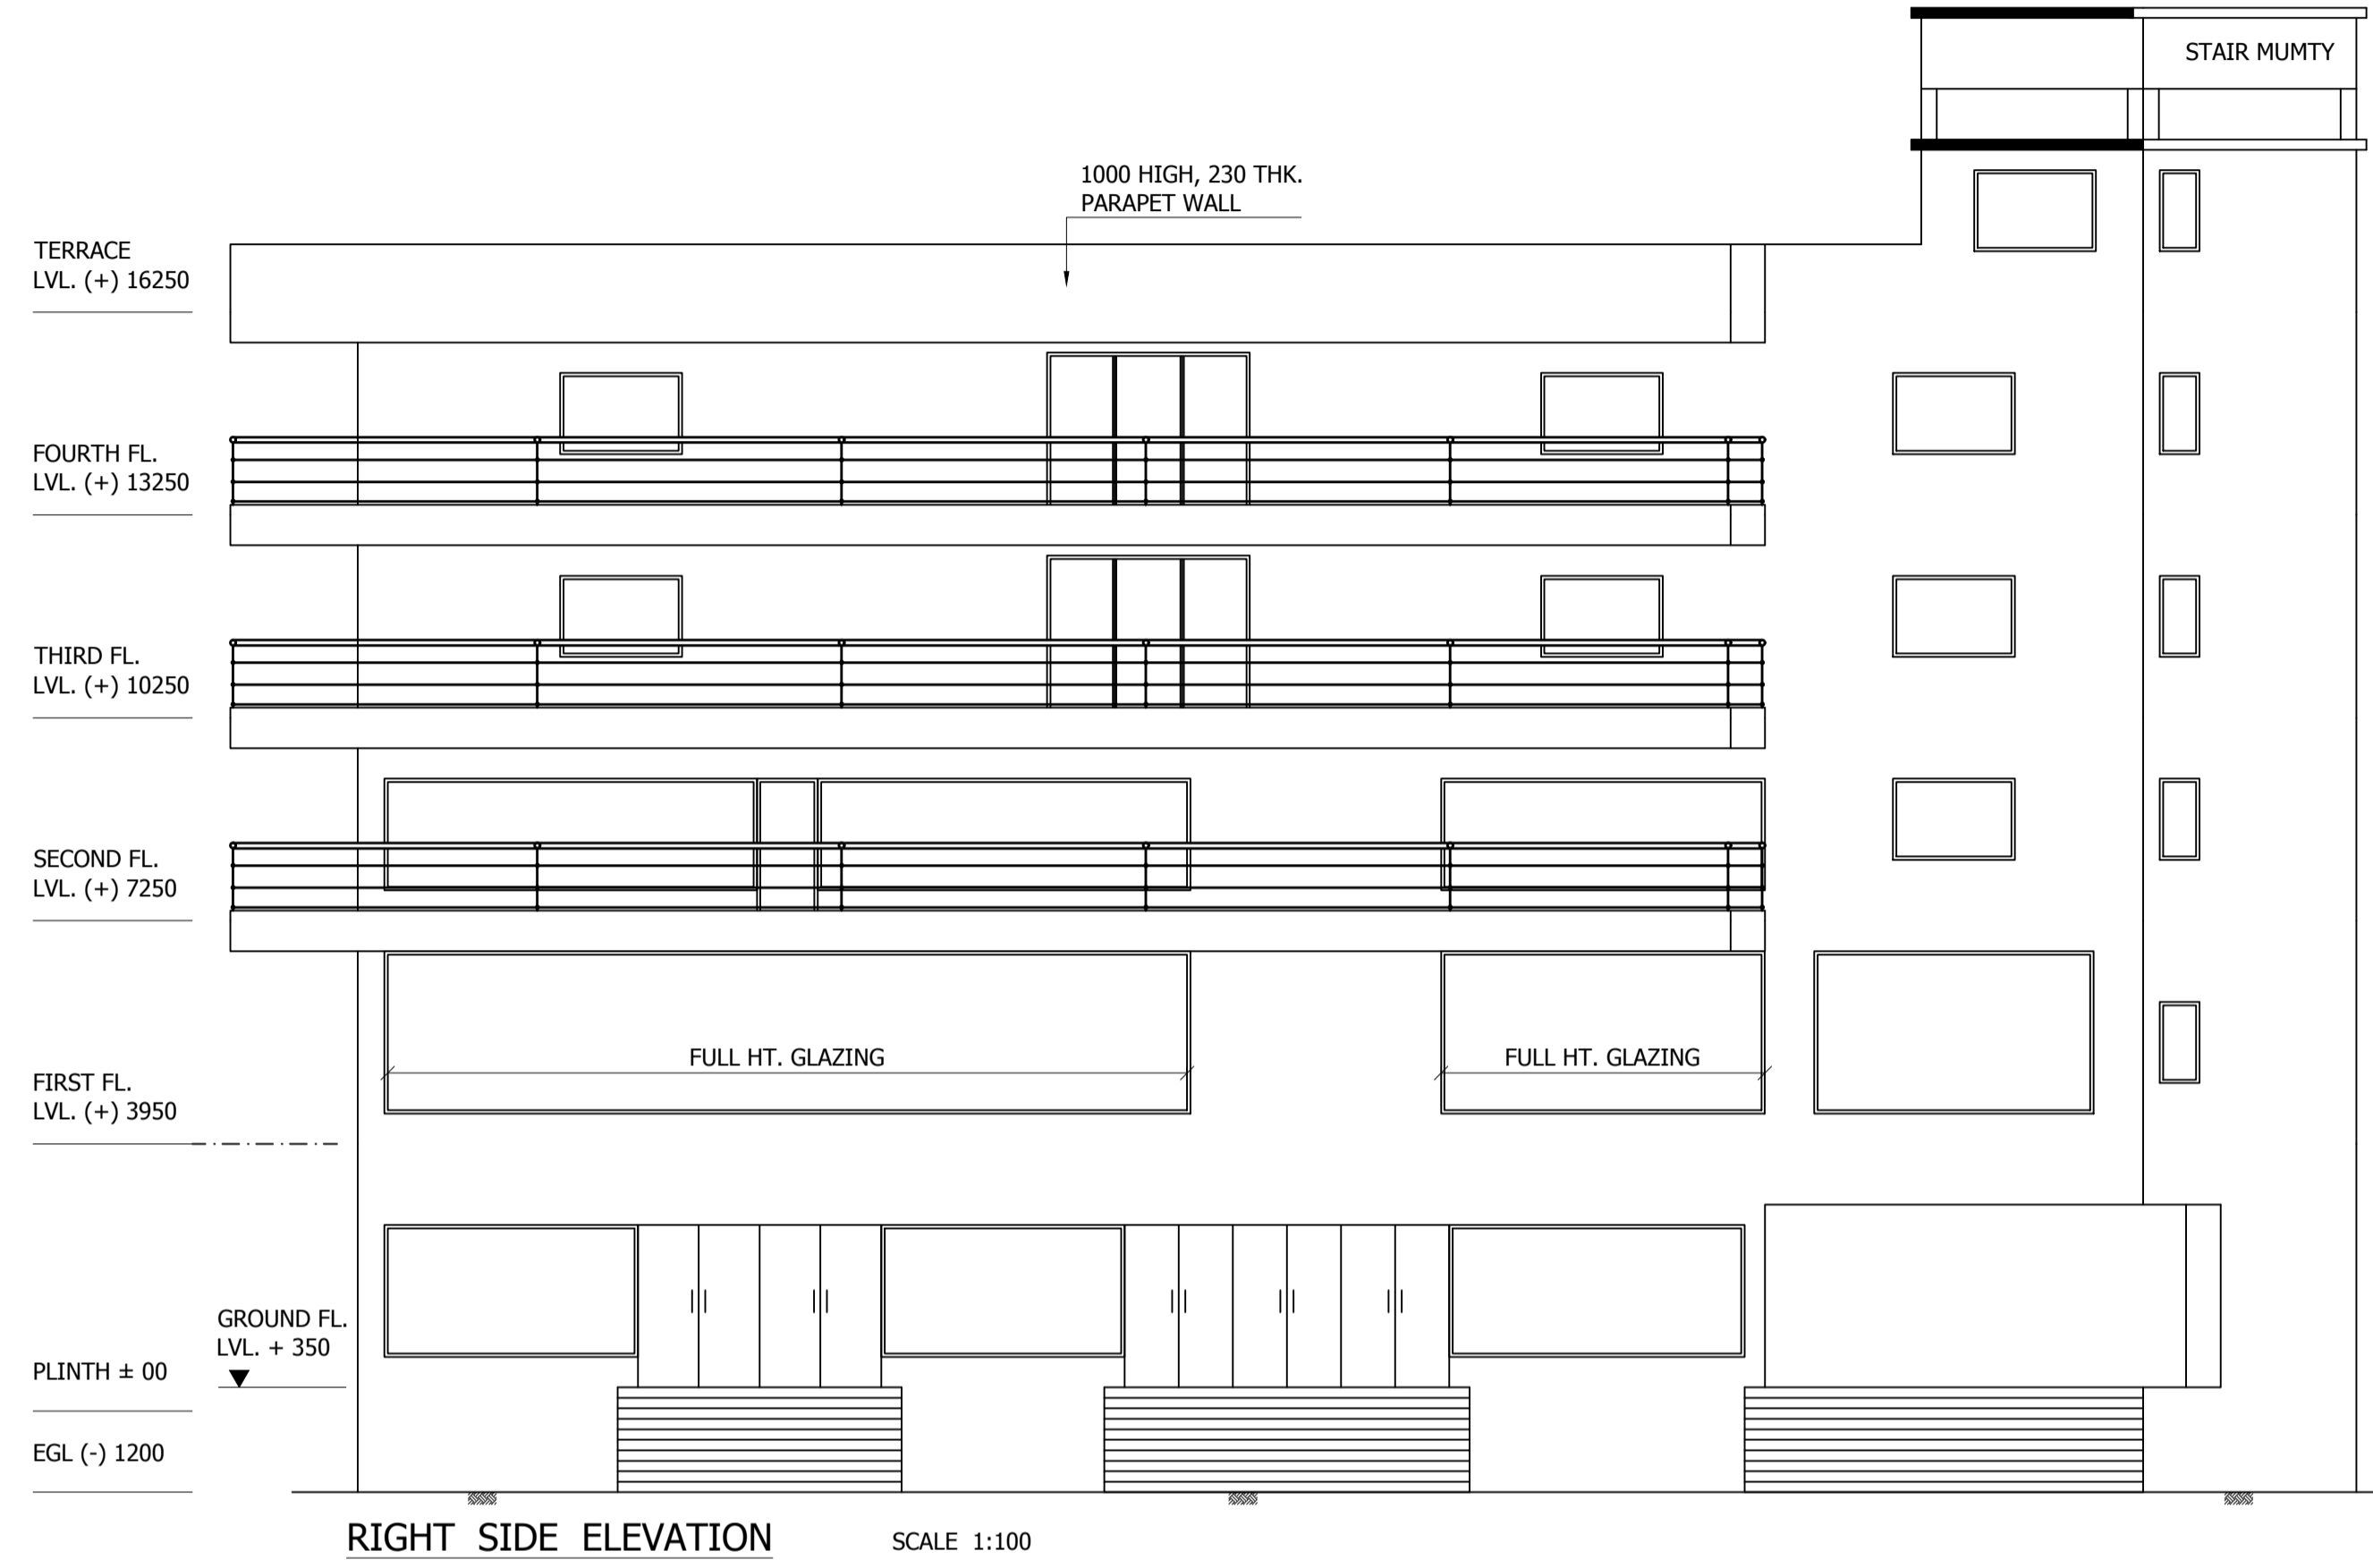 STAIR MUMTY
1000 HIGH, 230 THK.
PARAPET WALL
TERRACE
LVL. (+) 16250
FOURTH FL.
LVL. (+) 13250
THIRD FL.
LVL. (+) 10250
SECOND FL.
LVL. (+) 7250
FULL HT. GLAZING
FULL HT. GLAZING
FIRST FL.
LVL. (+) 3950
GROUND FL.
LVL. + 350
PLINTH ± 00
EGL (-) 1200
RIGHT SIDE ELEVATION
SCALE 1:100